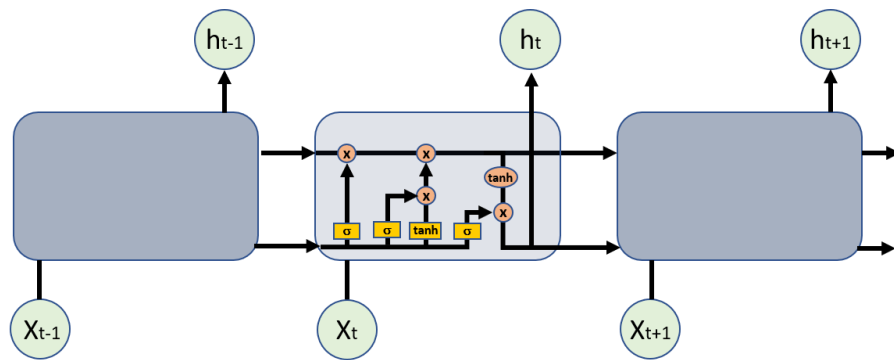 ht-1 ht ht+1
x x
tanh
x
x
σ σ tanh σ
Xt-1 Xt Xt+1